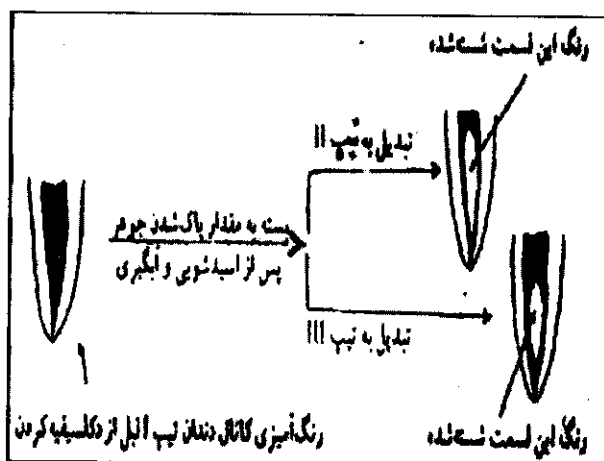 رنگ این قسمت شسته‌شده
تبدیل به تیپ II
بسته به مقدار پاک‌شدن جوهر
پس از اسیدشویی و آبگیری
تبدیل به تیپ III
رنگ‌آمیزی کانال دندان تیپ I قبل از دکلسیفیه کردن
رنگ این قسمت شسته‌شده